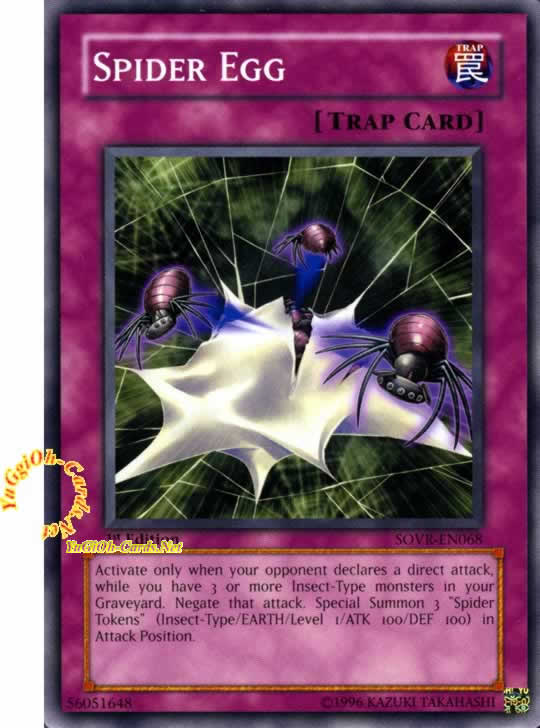 SPIDER EGG
TRAP
罠
[TRAP CARD]
YuGgiOh-Cards.Net
1st Edition
SOVR-EN068
YuGiOh-Cards.Net
Activate only when your opponent declares a direct attack,
while you have 3 or more Insect-Type monsters in your
Graveyard. Negate that attack. Special Summon 3 "Spider
Tokens" (Insect-Type/EARTH/Level 1/ATK 100/DEF 100) in
Attack Position.
56051648
©1996 KAZUKI TAKAHASHI